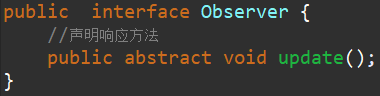 public  interface Observer {
    //声明响应方法
    public abstract void update();
}